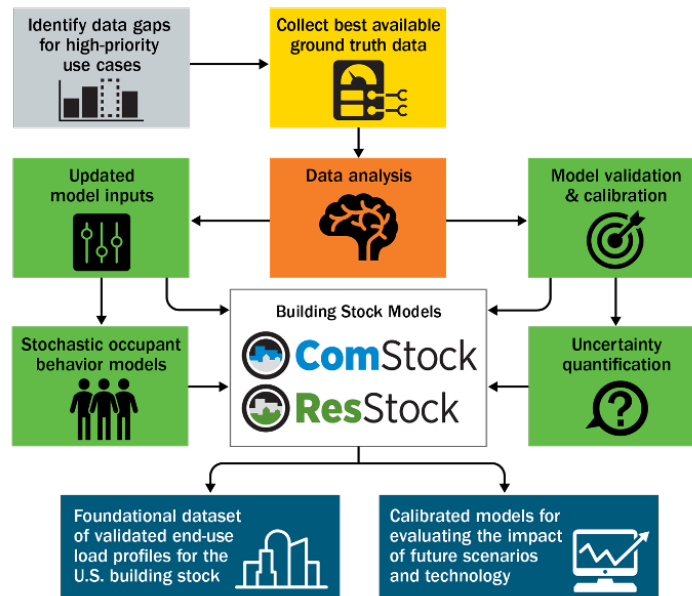 Identify data gaps
for high-priority
use cases
Collect best available
ground truth data
Updated
model inputs
Data analysis
Model validation
& calibration
Building Stock Models
ComStock
ResStock
Stochastic occupant
behavior models
Uncertainty
quantification
?
Foundational dataset
of validated end-use
load profiles for the
U.S. building stock
Calibrated models for
evaluating the impact
of future scenarios
and technology